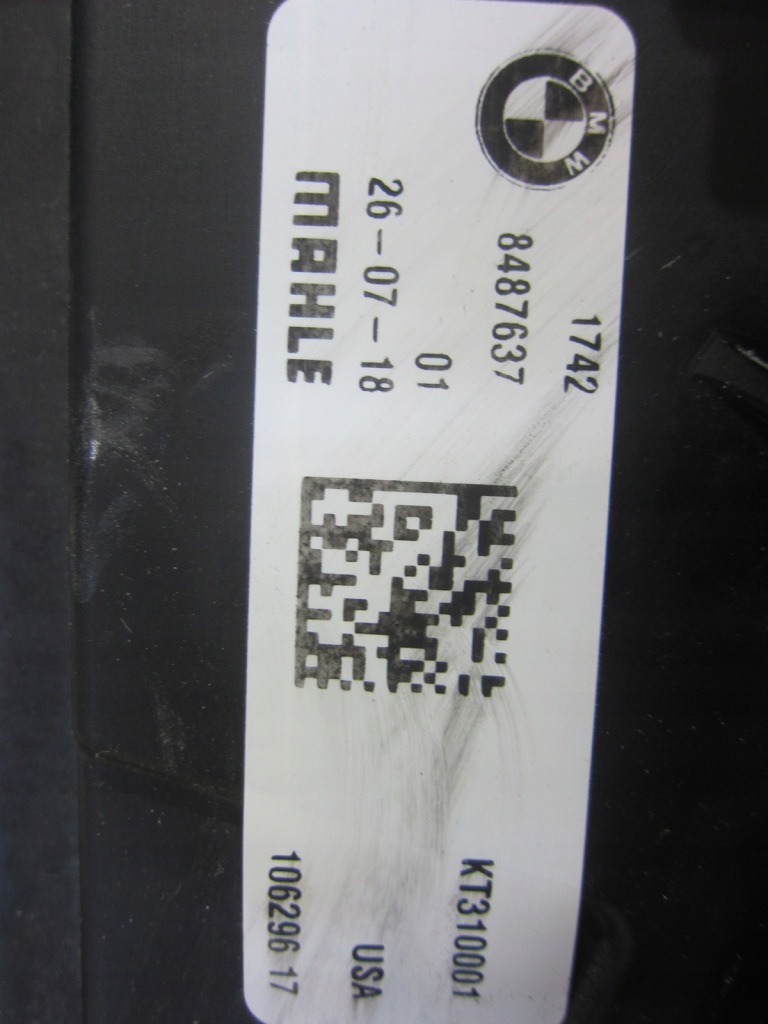 BMW
1742
8487637
01
26-07-18
MAHLE
KT310001
USA
106296 17